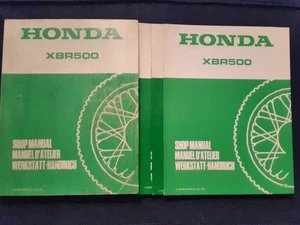 HONDA
XBR500
SHOP MANUAL
MANUEL D'ATELIER
WERKSTATT-HANDBUCH
HONDA
XBR500
SHOP MANUAL
MANUEL D'ATELIER
WERKSTATT-HANDBUCH